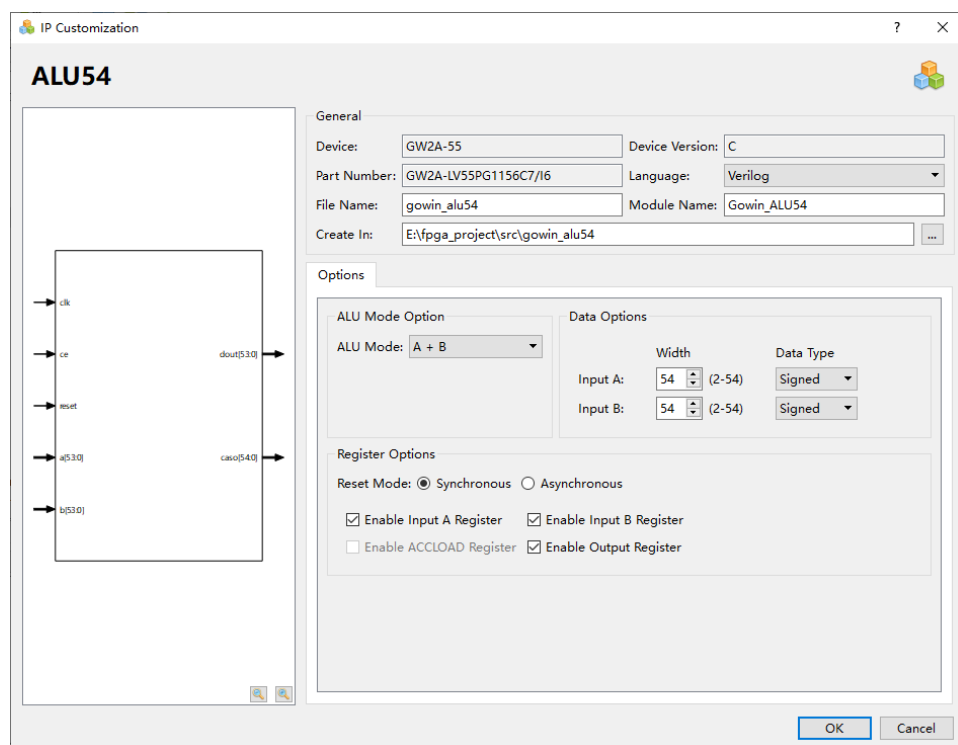 IP Customization
ALU54
General
Device: GW2A-55 Device Version: C
Part Number: GW2A-LV55PG1156C7/I6 Language: Verilog
File Name: gowin_alu54 Module Name: Gowin_ALU54
Create In: E:\fpga_project\src\gowin_alu54 ...
clk
ce
reset
a[53:0]
b[53:0]
dout[53:0]
caso[54:0]
Options
ALU Mode Option
ALU Mode: A + B
Data Options
Width Data Type
Input A: 54 (2-54) Signed
Input B: 54 (2-54) Signed
Register Options
Reset Mode: Synchronous Asynchronous
Enable Input A Register Enable Input B Register
Enable ACCLOAD Register Enable Output Register
OK Cancel